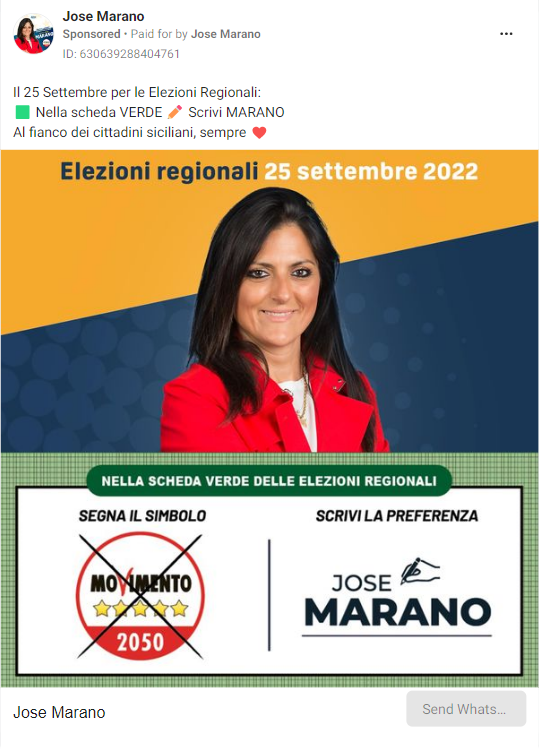 Jose Marano
Sponsored • Paid for by Jose Marano
ID: 630639288404761
Il 25 Settembre per le Elezioni Regionali:
🟩 Nella scheda VERDE ✏️ Scrivi MARANO
Al fianco dei cittadini siciliani, sempre ❤️
Elezioni regionali 25 settembre 2022
NELLA SCHEDA VERDE DELLE ELEZIONI REGIONALI
SEGNA IL SIMBOLO
MOVIMENTO
2050
SCRIVI LA PREFERENZA
JOSE
MARANO
Jose Marano
Send Whats...